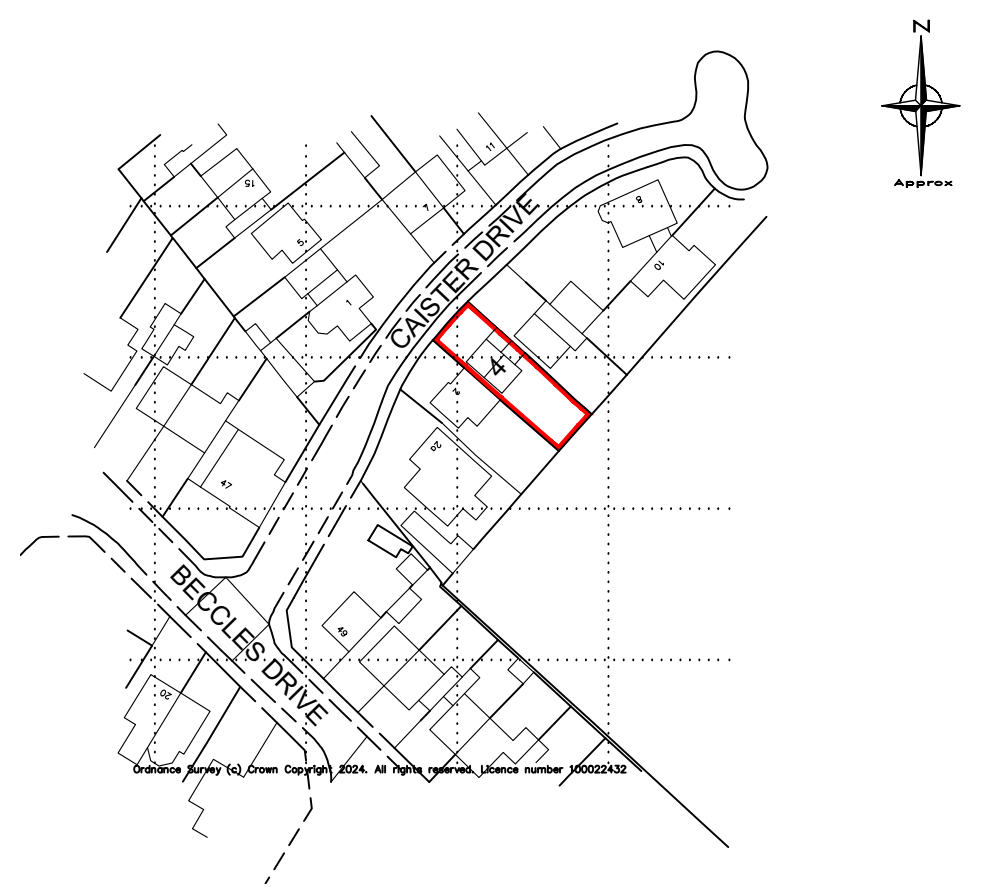 N
Approx
11
15
7
8
5
CAISTER DRIVE
10
1
4
2
2a
47
BECCLES DRIVE
49
20
Ordnance Survey (c) Crown Copyright 2024. All rights reserved. Licence number 100022432